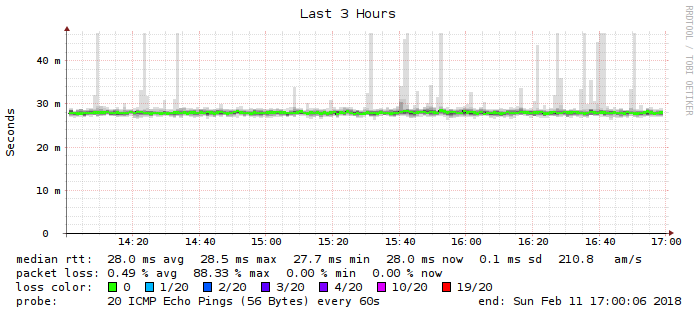 Last 3 Hours
RRDTOOL / TOBI OETIKER
Seconds
40 m
30 m
20 m
10 m
0
14:20 14:40 15:00 15:20 15:40 16:00 16:20 16:40 17:00
median rtt: 28.0 ms avg 28.5 ms max 27.7 ms min 28.0 ms now 0.1 ms sd 210.8 am/s
packet loss: 0.49 % avg 88.33 % max 0.00 % min 0.00 % now
loss color: 0 1/20 2/20 3/20 4/20 10/20 19/20
probe: 20 ICMP Echo Pings (56 Bytes) every 60s end: Sun Feb 11 17:00:06 2018